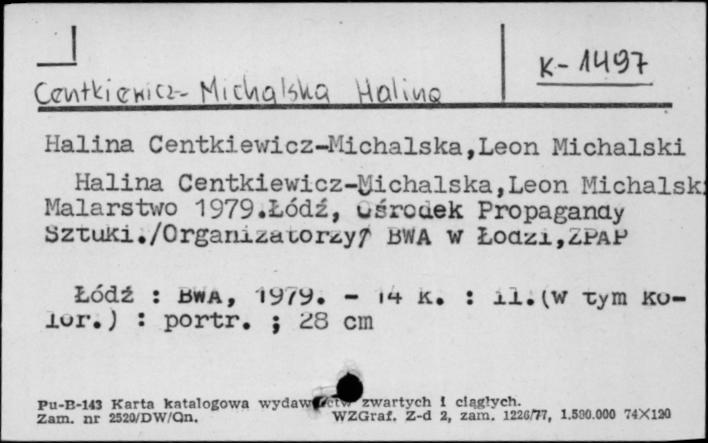 K-1497
Centkiewicz-Michalska Halina
Halina Centkiewicz-Michalska,Leon Michalski
Halina Centkiewicz-Michalska,Leon Michalsk
Malarstwo 1979.Łódź, Ośrodek Propagandy
Sztuki./Organizatorzy/ BWA w Łodzi,ZPAP
Łódź : BWA, 1979. - 14 k. : il.(w tym ko-
lor.) : portr. ; 28 cm
Pu-B-143 Karta katalogowa wydawnictw zwartych i ciągłych.
Zam. nr 2520/DW/Qn. WZGraf. Z-d 2, zam. 1226/77, 1.500.000 74X120